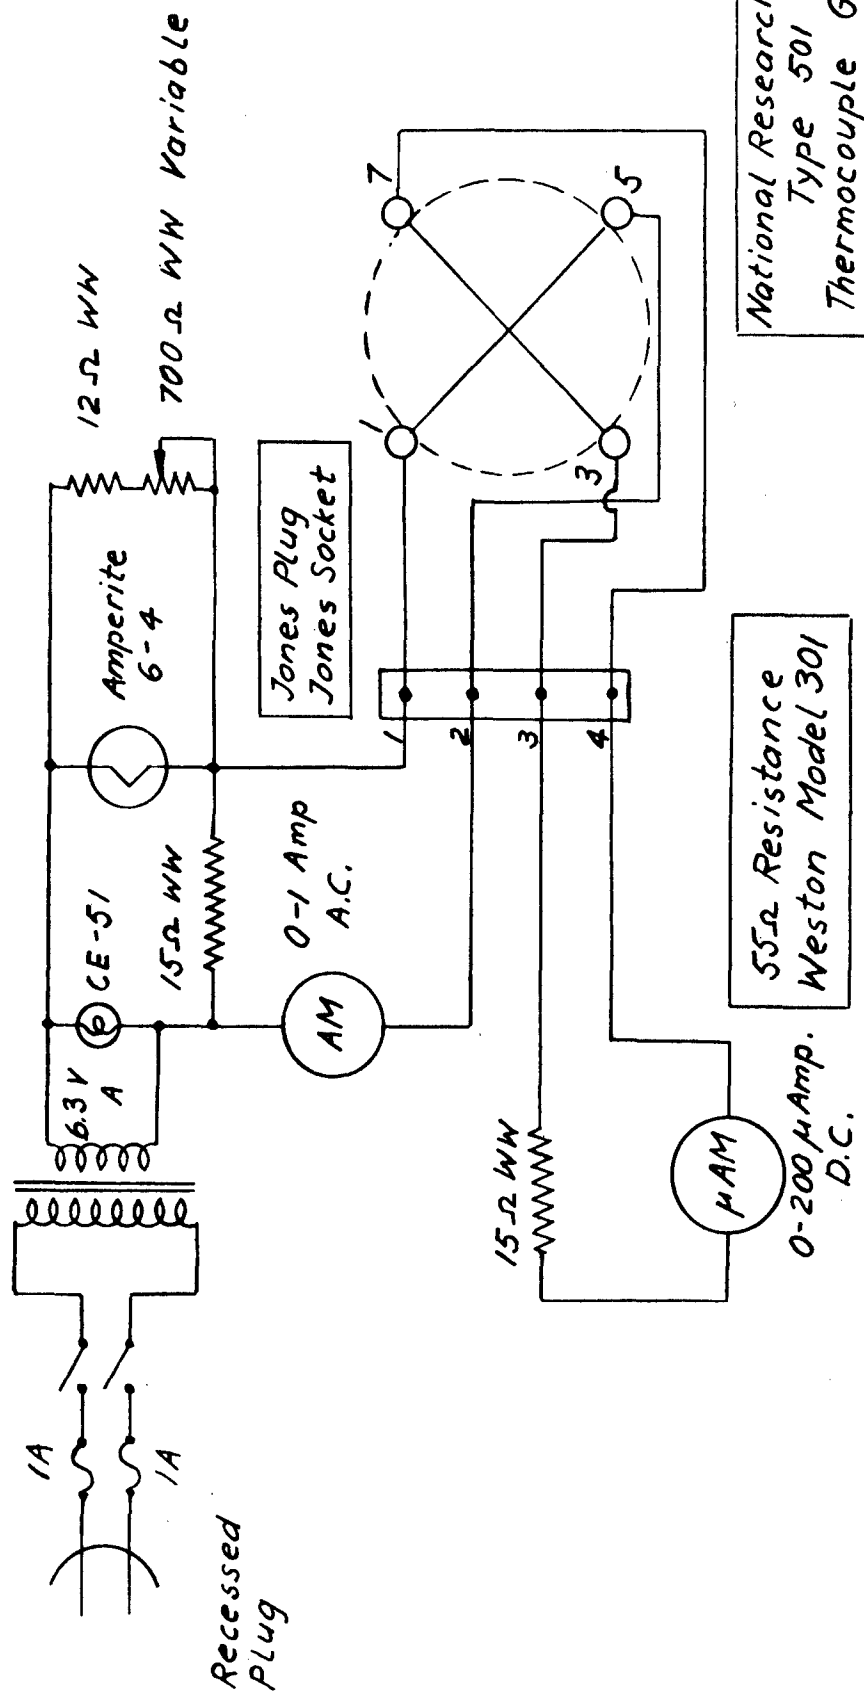 Recessed
Plug
1A
1A
6.3 V
A
CE-51
15Ω WW
Amperite
6-4
12Ω WW
700Ω WW Variable
0-1 Amp
A.C.
AM
Jones Plug
Jones Socket
1
2
3
4
1
7
3
5
15Ω WW
μAM
0-200 μAmp.
D.C.
55Ω Resistance
Weston Model 301
National Researc
Type 501
Thermocouple G